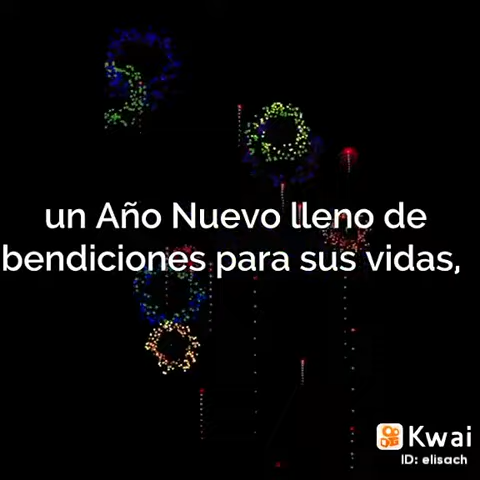 un Año Nuevo lleno de
bendiciones para sus vidas,
Kwai
ID: elisach